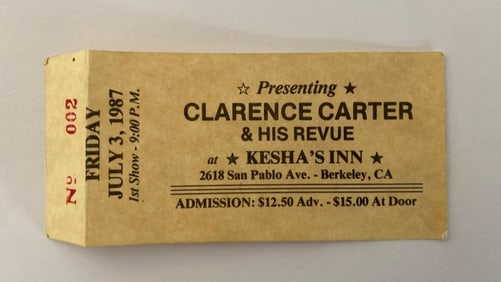 Nº 002
FRIDAY
JULY 3, 1987
1st Show - 9:00 P.M.
☆ Presenting ★
CLARENCE CARTER
& HIS REVUE
at ★ KESHA'S INN ★
2618 San Pablo Ave. - Berkeley, CA
ADMISSION: $12.50 Adv. - $15.00 At Door